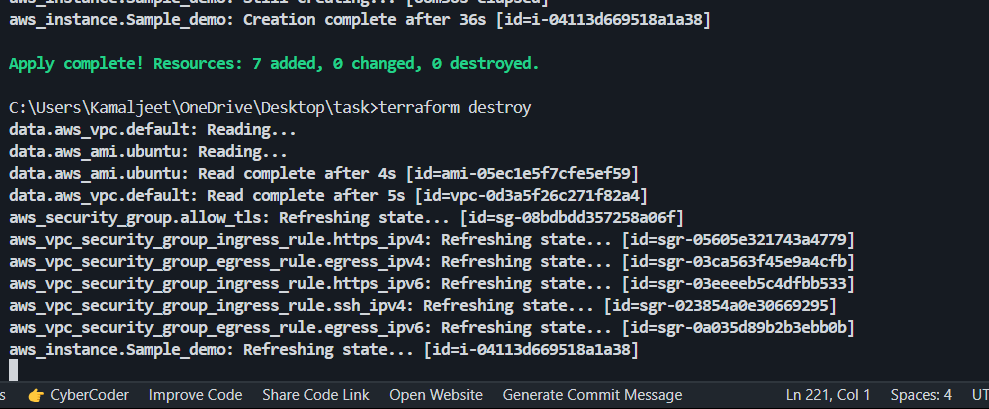 aws_instance.Sample_demo: Still creating... [00m30s elapsed]
aws_instance.Sample_demo: Creation complete after 36s [id=i-04113d669518a1a38]
Apply complete! Resources: 7 added, 0 changed, 0 destroyed.
C:\Users\Kamaljeet\OneDrive\Desktop\task>terraform destroy
data.aws_vpc.default: Reading...
data.aws_ami.ubuntu: Reading...
data.aws_ami.ubuntu: Read complete after 4s [id=ami-05ec1e5f7cfe5ef59]
data.aws_vpc.default: Read complete after 5s [id=vpc-0d3a5f26c271f82a4]
aws_security_group.allow_tls: Refreshing state... [id=sg-08bdbdd357258a06f]
aws_vpc_security_group_ingress_rule.https_ipv4: Refreshing state... [id=sgr-05605e321743a4779]
aws_vpc_security_group_egress_rule.egress_ipv4: Refreshing state... [id=sgr-03ca563f45e9a4cfb]
aws_vpc_security_group_ingress_rule.https_ipv6: Refreshing state... [id=sgr-03eeeeb5c4dfbb533]
aws_vpc_security_group_ingress_rule.ssh_ipv4: Refreshing state... [id=sgr-023854a0e30669295]
aws_vpc_security_group_egress_rule.egress_ipv6: Refreshing state... [id=sgr-0a035d89b2b3ebb0b]
aws_instance.Sample_demo: Refreshing state... [id=i-04113d669518a1a38]
s 👉 CyberCoder Improve Code Share Code Link Open Website Generate Commit Message Ln 221, Col 1 Spaces: 4 UT